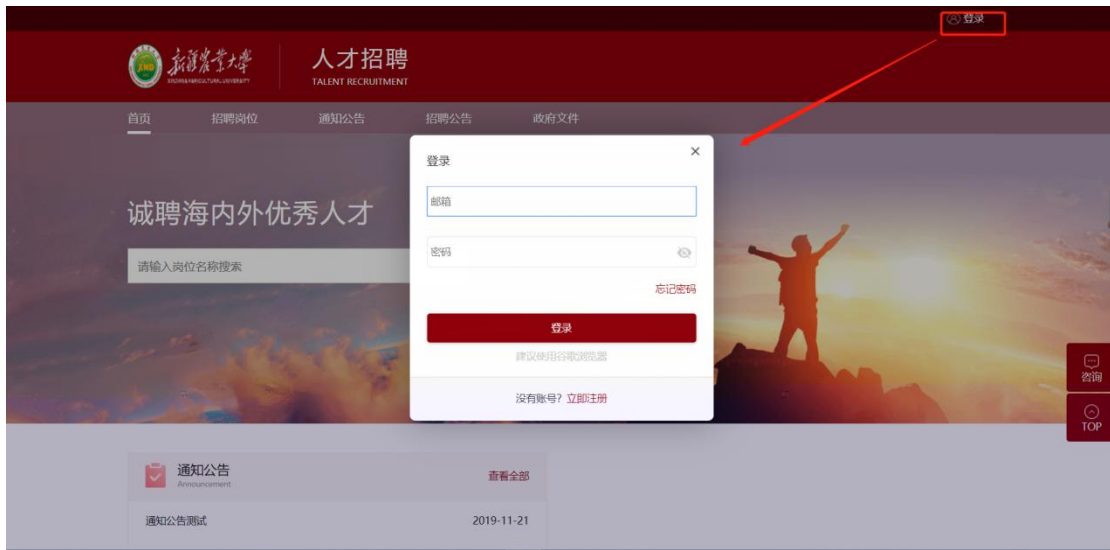 登录
新疆农业大学
XINJIANG AGRICULTURAL UNIVERSITY
人才招聘
TALENT RECRUITMENT
首页 招聘岗位 通知公告 招聘公告 政府文件
登录 ×
诚聘海内外优秀人才
邮箱
请输入岗位名称搜索
密码
忘记密码
登录
建议使用谷歌浏览器
没有账号? 立即注册
咨询
TOP
通知公告
Announcement
查看全部
通知公告测试 2019-11-21